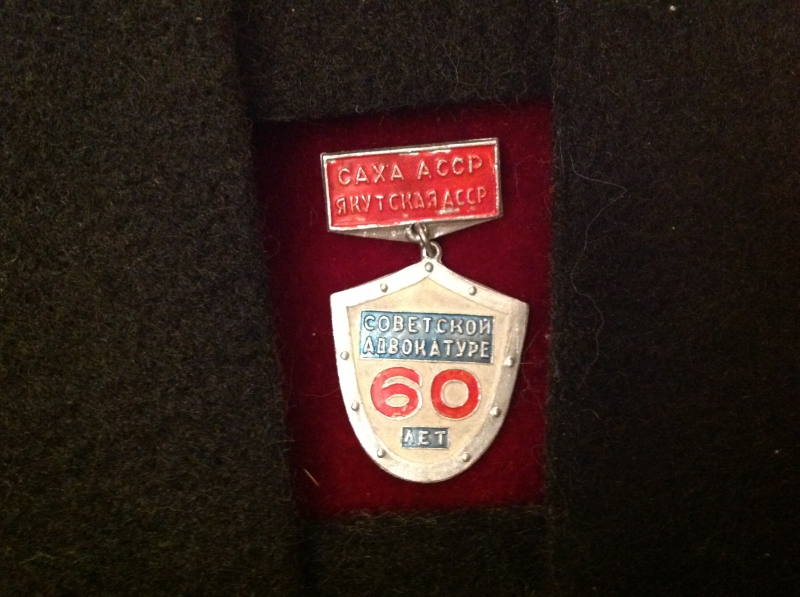 САХА АССР
ЯКУТСКАЯ АССР
СОВЕТСКОЙ
АДВОКАТУРЕ
60
ЛЕТ